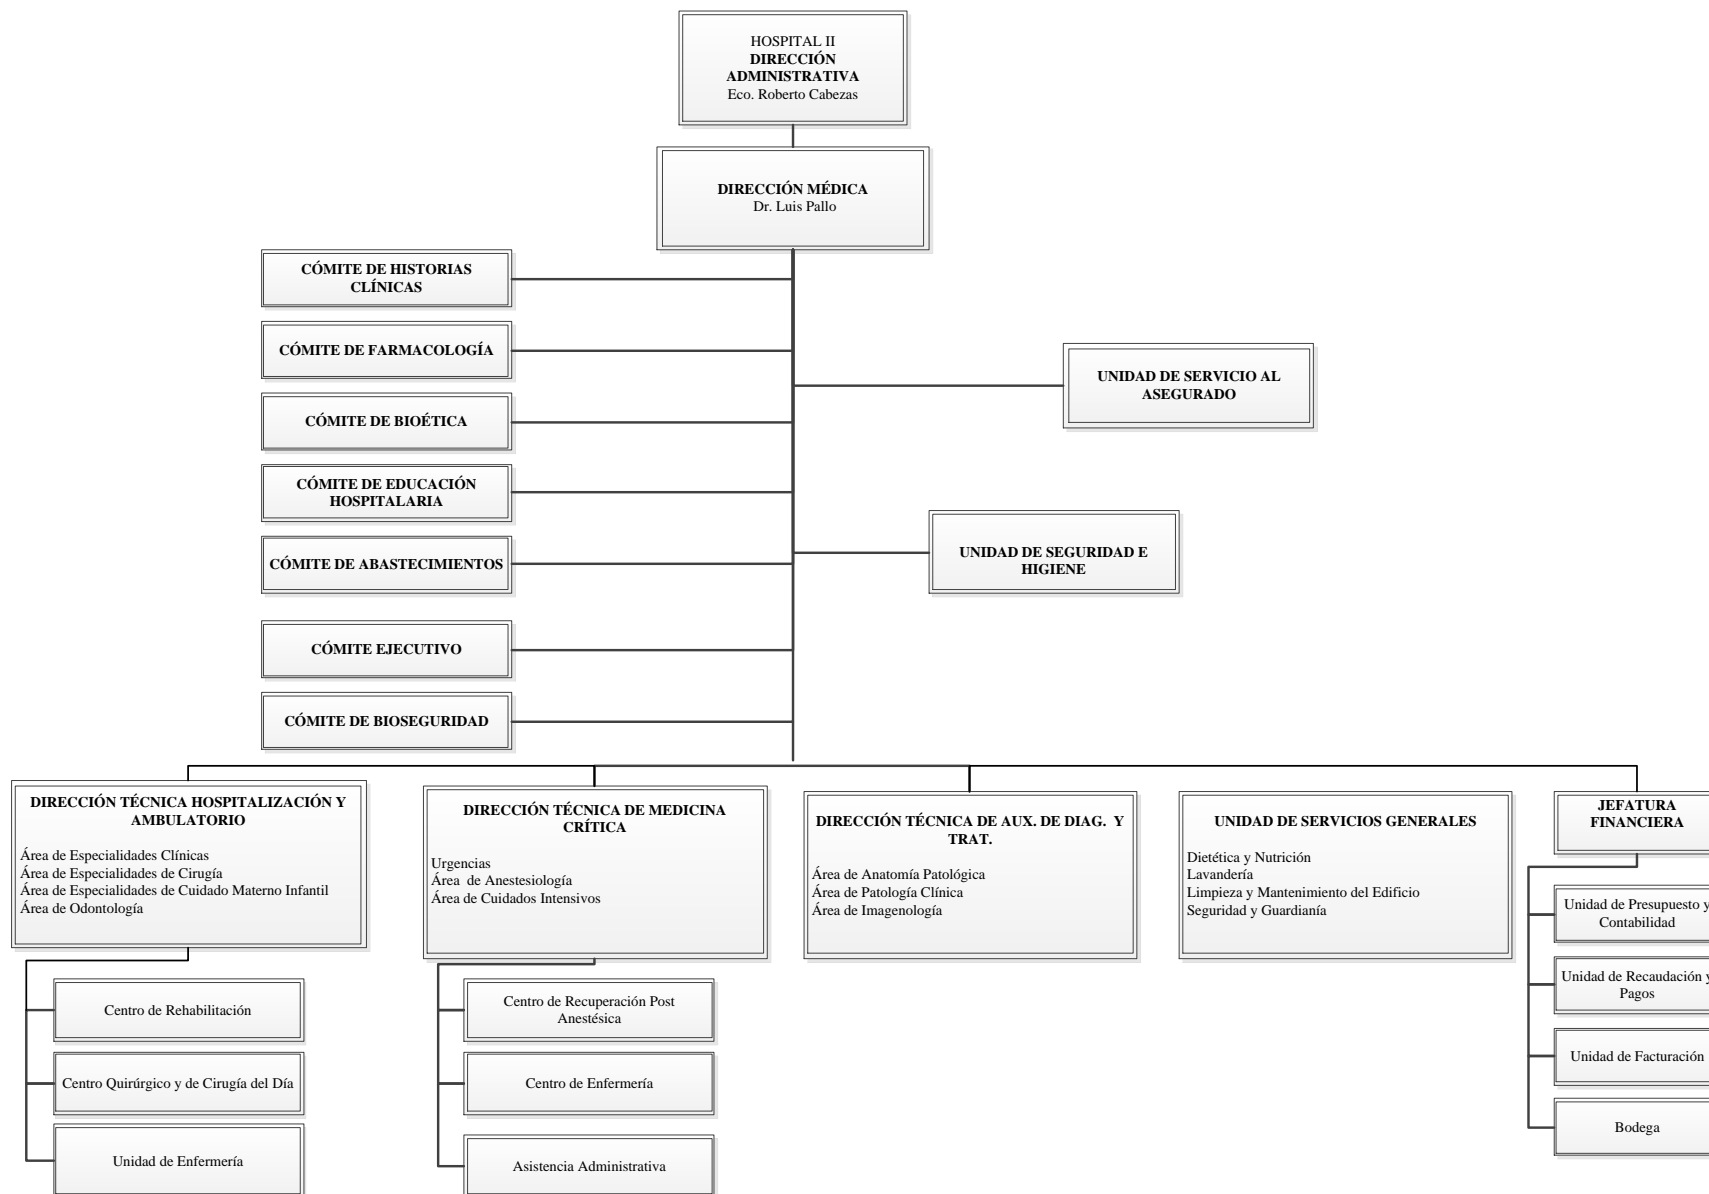 HOSPITAL II
DIRECCIÓN
ADMINISTRATIVA
Eco. Roberto Cabezas
DIRECCIÓN MÉDICA
Dr. Luis Pallo
CÓMITE DE HISTORIAS
CLÍNICAS
CÓMITE DE FARMACOLOGÍA
UNIDAD DE SERVICIO AL
ASEGURADO
CÓMITE DE BIOÉTICA
CÓMITE DE EDUCACIÓN
HOSPITALARIA
CÓMITE DE ABASTECIMIENTOS
UNIDAD DE SEGURIDAD E
HIGIENE
CÓMITE EJECUTIVO
CÓMITE DE BIOSEGURIDAD
DIRECCIÓN TÉCNICA HOSPITALIZACIÓN Y
AMBULATORIO
Área de Especialidades Clínicas
Área de Especialidades de Cirugía
Área de Especialidades de Cuidado Materno Infantil
Área de Odontología
Centro de Rehabilitación
Centro Quirúrgico y de Cirugía del Día
Unidad de Enfermería
DIRECCIÓN TÉCNICA DE MEDICINA
CRÍTICA
Urgencias
Área  de Anestesiología
Área de Cuidados Intensivos
Centro de Recuperación Post
Anestésica
Centro de Enfermería
Asistencia Administrativa
DIRECCIÓN TÉCNICA DE AUX. DE DIAG.  Y
TRAT.
Área de Anatomía Patológica
Área de Patología Clínica
Área de Imagenología
UNIDAD DE SERVICIOS GENERALES
Dietética y Nutrición
Lavandería
Limpieza y Mantenimiento del Edificio
Seguridad y Guardianía
JEFATURA
FINANCIERA
Unidad de Presupuesto y
Contabilidad
Unidad de Recaudación y
Pagos
Unidad de Facturación
Bodega